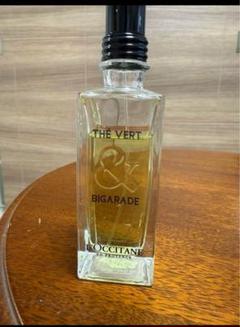 THÉ VERT
&
BIGARADE
L'OCCITANE
EN PROVENCE